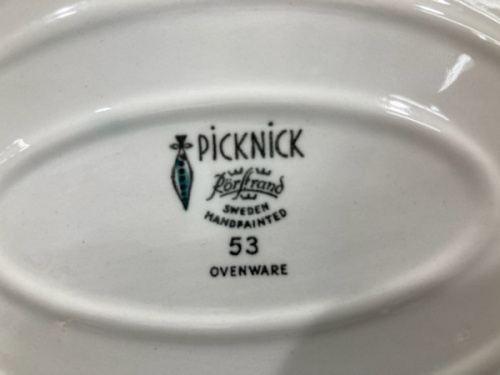 PiCKNiCK
Rörstrand
SWEDEN
HANDPAINTED
53
OVENWARE